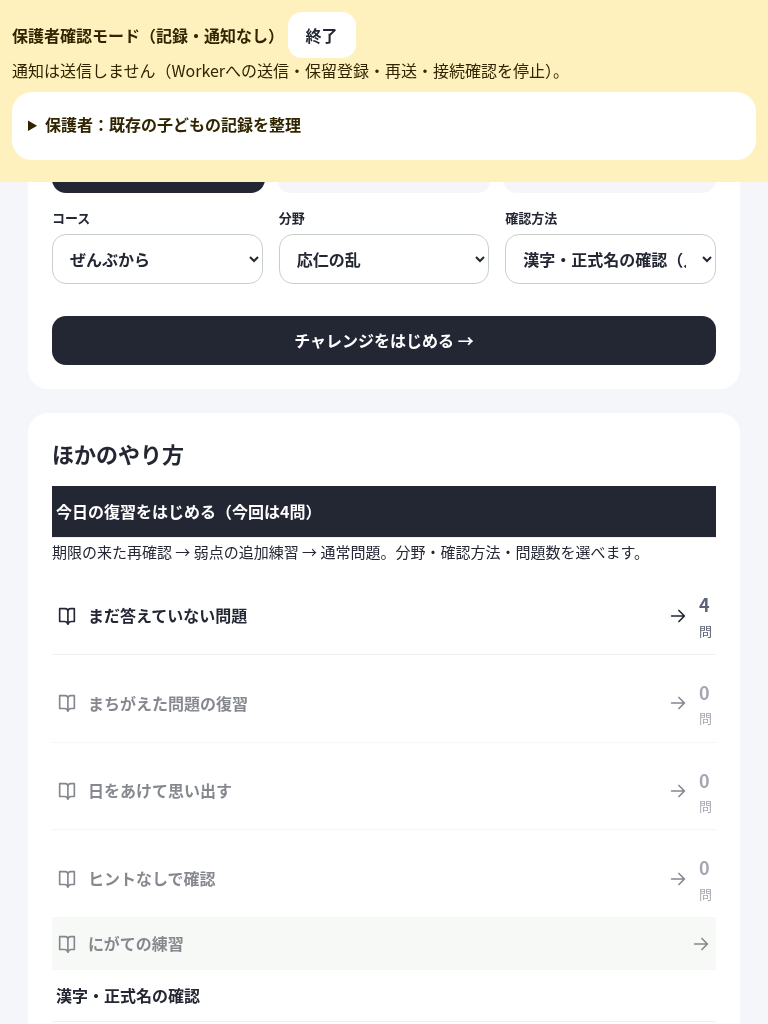 保護者確認モード（記録・通知なし） 終了
通知は送信しません（Workerへの送信・保留登録・再送・接続確認を停止）。
▶ 保護者：既存の子どもの記録を整理
コース 分野 確認方法
ぜんぶから 応仁の乱 漢字・正式名の確認（
チャレンジをはじめる →
ほかのやり方
今日の復習をはじめる（今回は4問）
期限の来た再確認 → 弱点の追加練習 → 通常問題。分野・確認方法・問題数を選べます。
まだ答えていない問題 → 4問
まちがえた問題の復習 → 0問
日をあけて思い出す → 0問
ヒントなしで確認 → 0問
にがての練習 →
漢字・正式名の確認